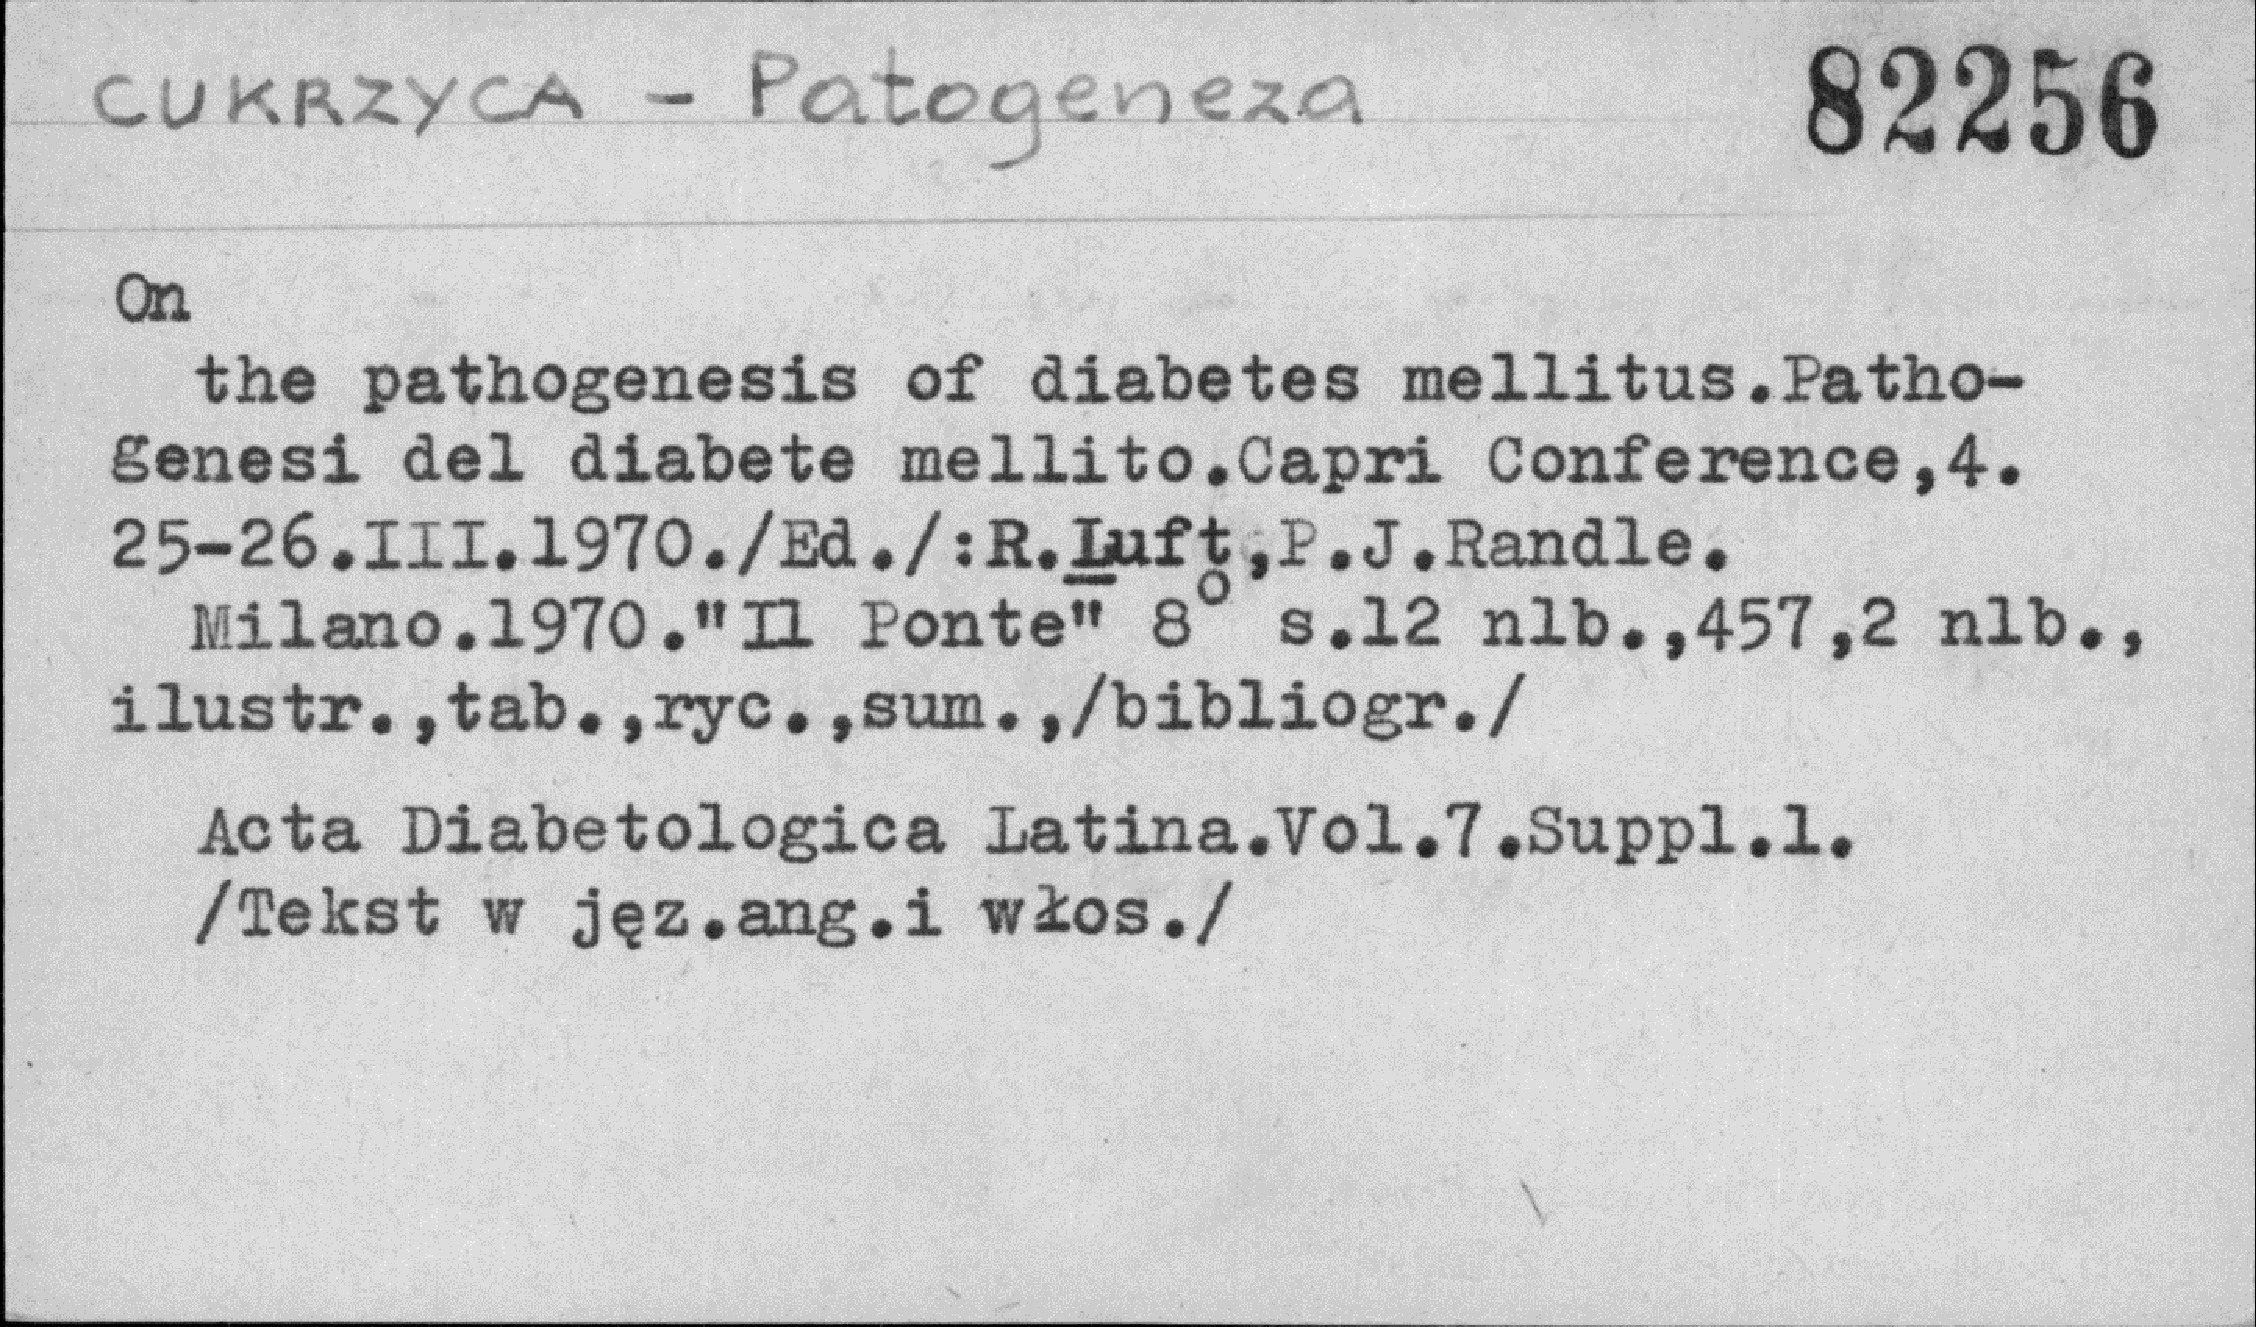 CUKRZYCA - Patogeneza
82256
On
the pathogenesis of diabetes mellitus.Patho-
genesi del diabete mellito.Capri Conference,4.
25-26.III.1970./Ed./:R.Luft,P.J.Randle.
Milano.1970."Il Ponte" 8° s.12 nlb.,457,2 nlb.,
ilustr.,tab.,ryc.,sum.,/bibliogr./
Acta Diabetologica Latina.Vol.7.Suppl.1.
/Tekst w jęz.ang.i włos./